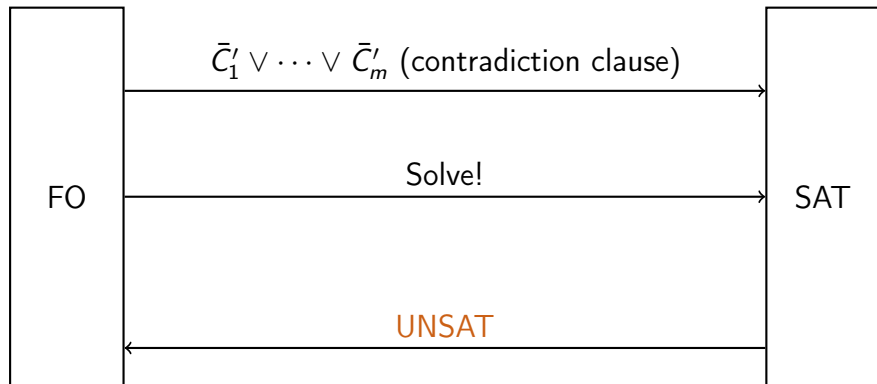 C̄′₁ ∨ ⋯ ∨ C̄′ₘ (contradiction clause)
Solve!
FO
SAT
UNSAT